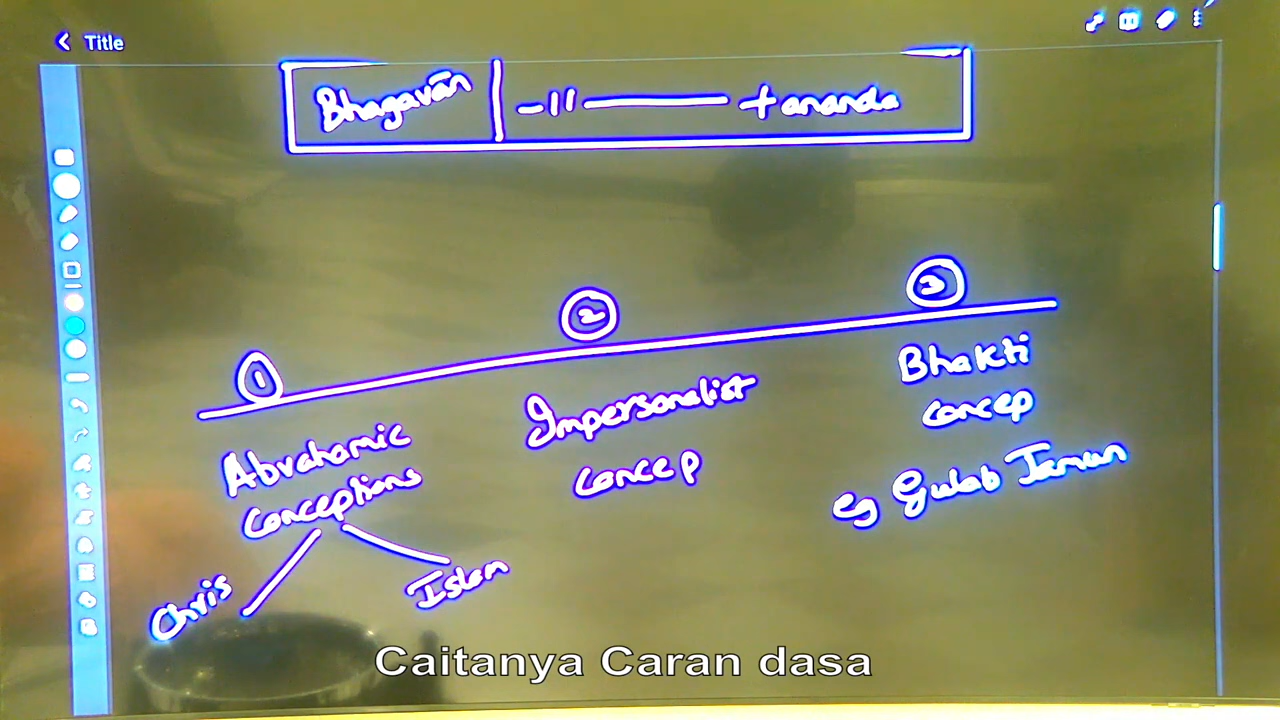 Title
Bhagavān | -11 —— + ananda
1
2
3
Abrahamic
Conceptions
Impersonalist
concep
Bhakti
concep
eg Gulab Jamun
Chris
Islam
Caitanya Caran dasa